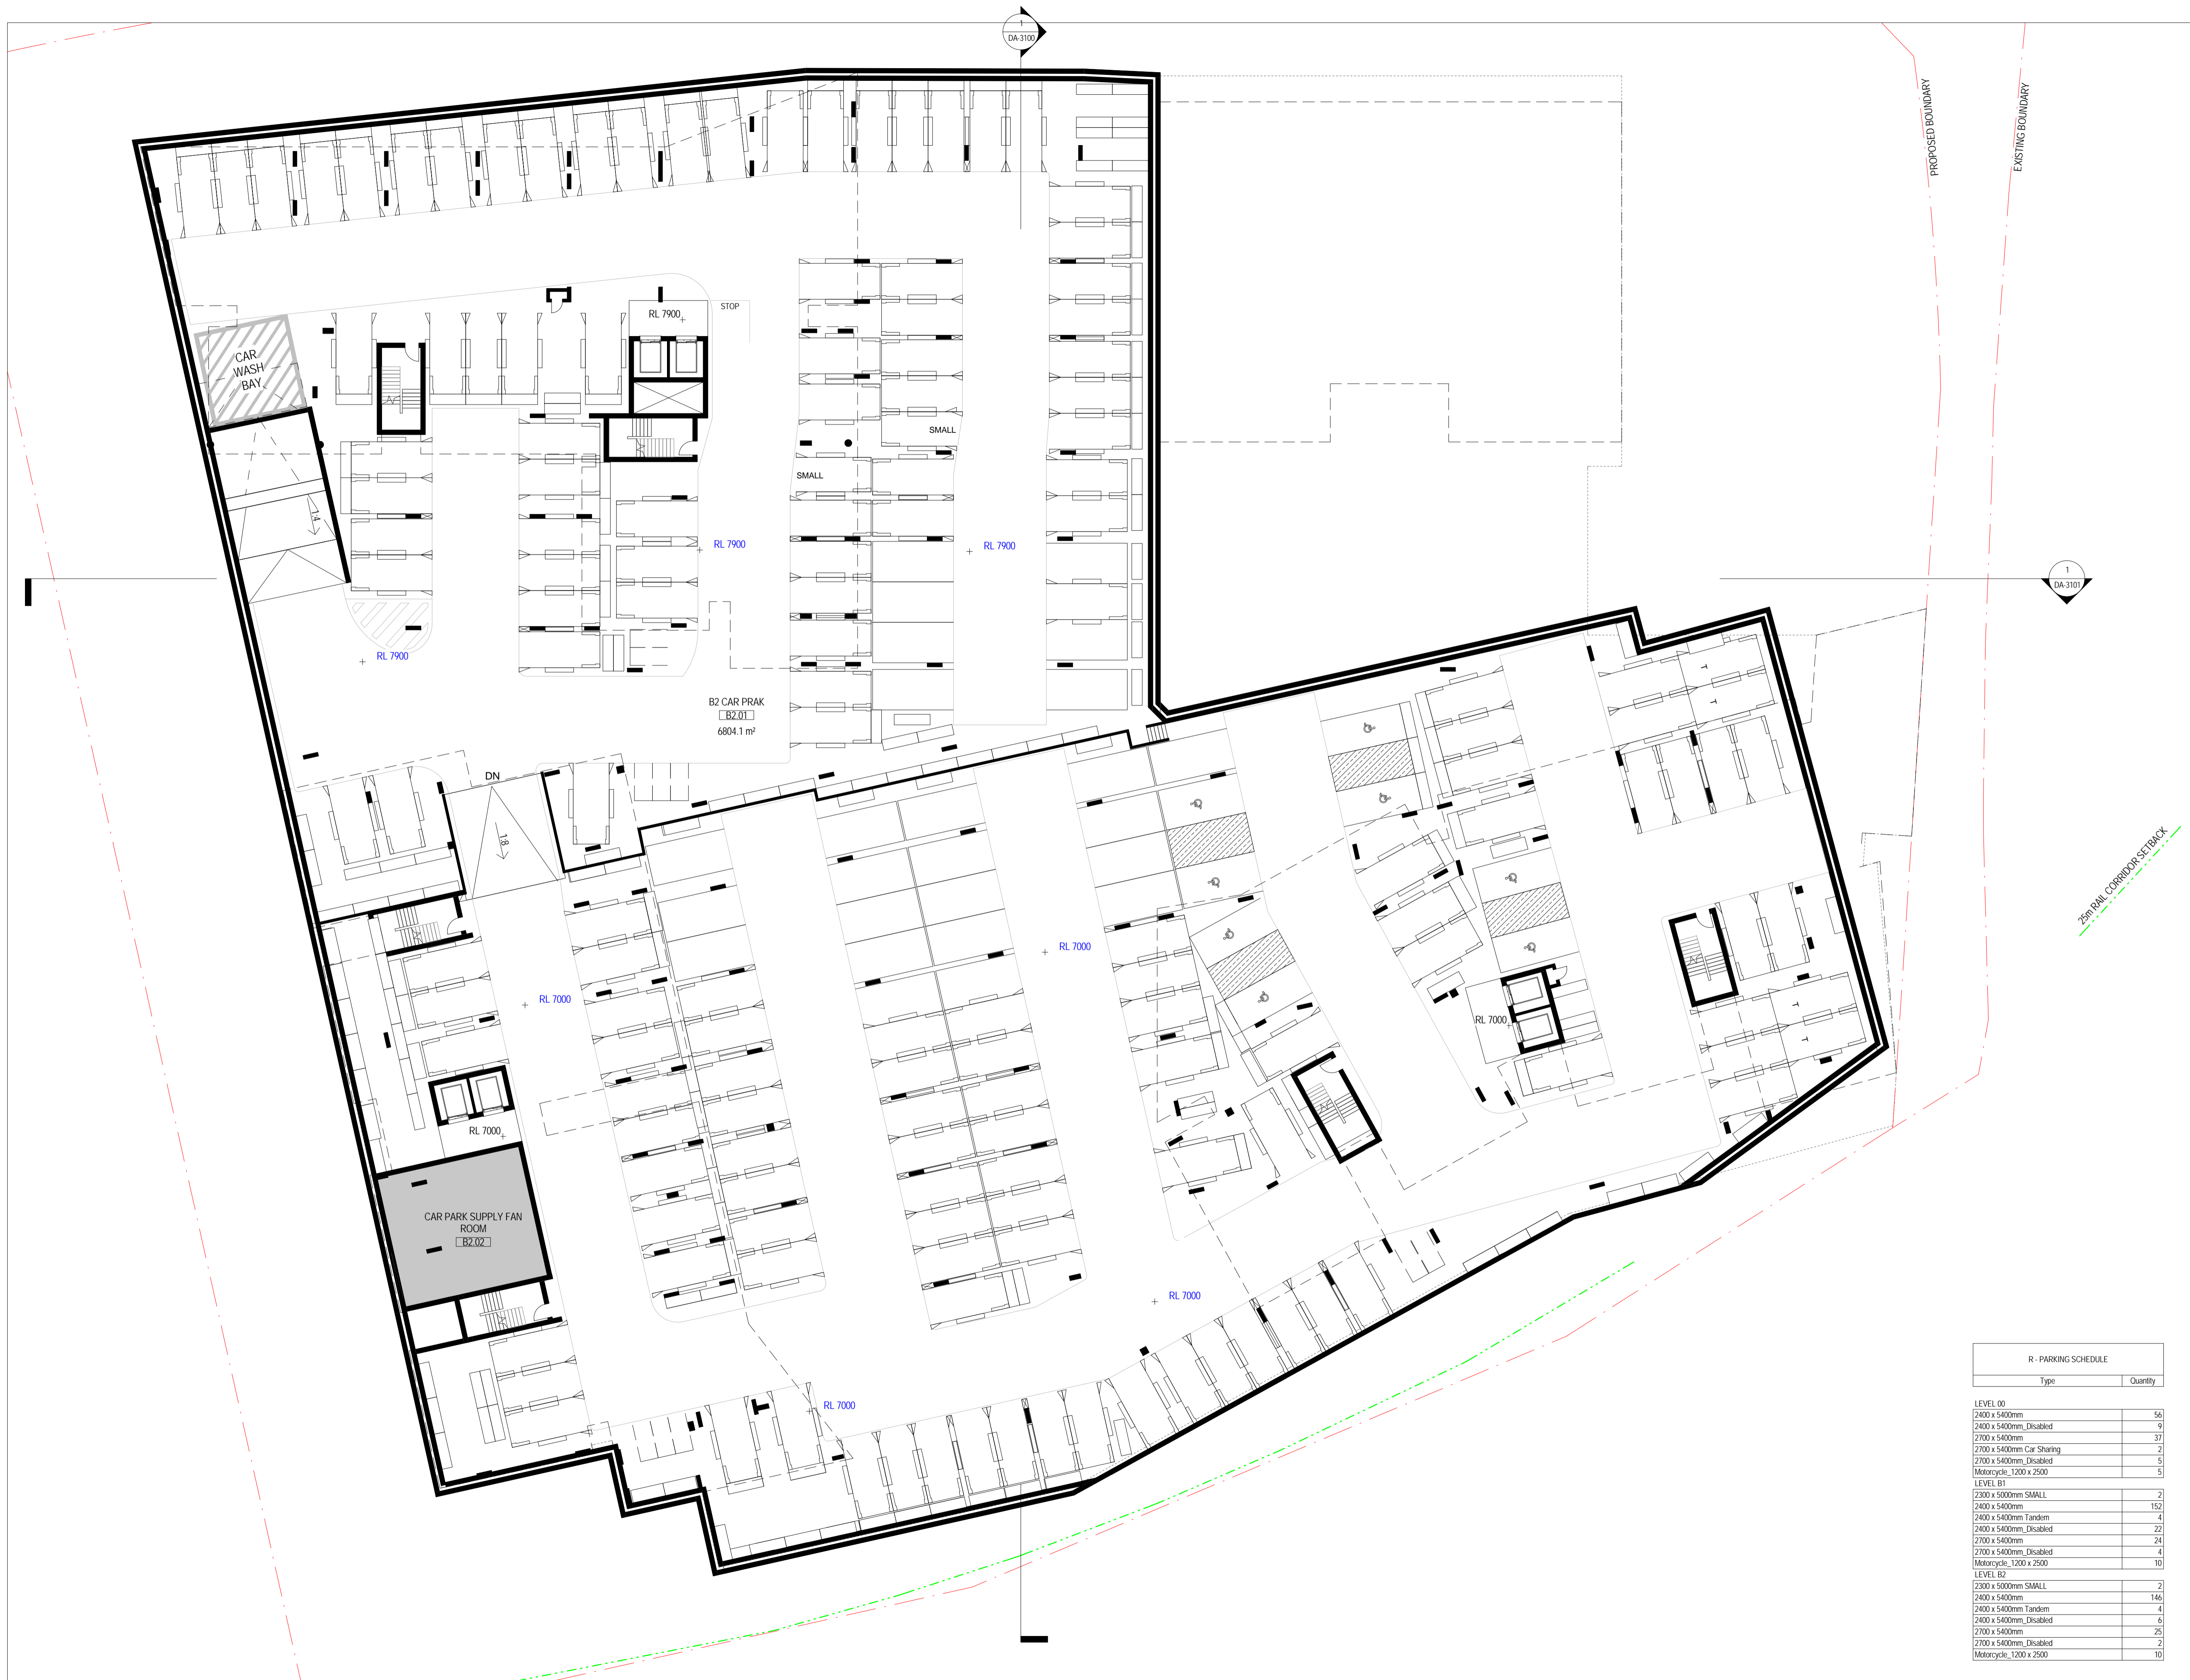 1
DA-3100
PROPOSED BOUNDARY
EXISTING BOUNDARY
RL 7900
STOP
CAR
WASH
BAY
SMALL
SMALL
1:4
RL 7900
RL 7900
1
DA-3101
RL 7900
T
T
B2 CAR PRAK
B2.01
6804.1 m²
DN
1:8
25m RAIL CORRIDOR SETBACK
RL 7000
RL 7000
RL 7000
T
T
RL 7000
CAR PARK SUPPLY FAN
ROOM
B2 02
RL 7000
RL 7000
R - PARKING SCHEDULE
Type Quantity
LEVEL 00
2400 x 5400mm 56
2400 x 5400mm_Disabled 9
2700 x 5400mm 37
2700 x 5400mm Car Sharing 2
2700 x 5400mm_Disabled 5
Motorcycle_1200 x 2500 5
LEVEL B1
2300 x 5000mm SMALL 2
2400 x 5400mm 152
2400 x 5400mm Tandem 4
2400 x 5400mm_Disabled 22
2700 x 5400mm 24
2700 x 5400mm_Disabled 4
Motorcycle_1200 x 2500 10
LEVEL B2
2300 x 5000mm SMALL 2
2400 x 5400mm 146
2400 x 5400mm Tandem 4
2400 x 5400mm_Disabled 6
2700 x 5400mm 25
2700 x 5400mm_Disabled 2
Motorcycle_1200 x 2500 10